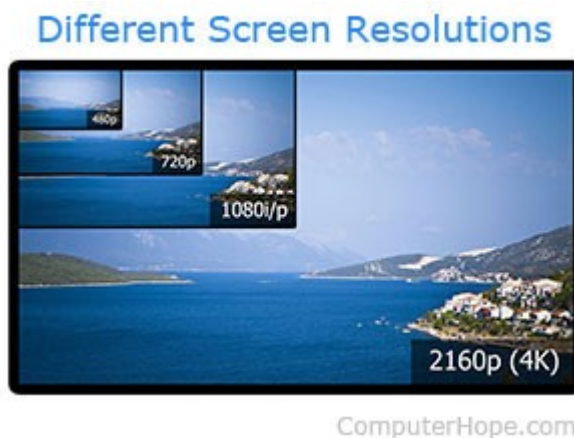 Different Screen Resolutions
480p
720p
1080i/p
2160p (4K)
ComputerHope.com